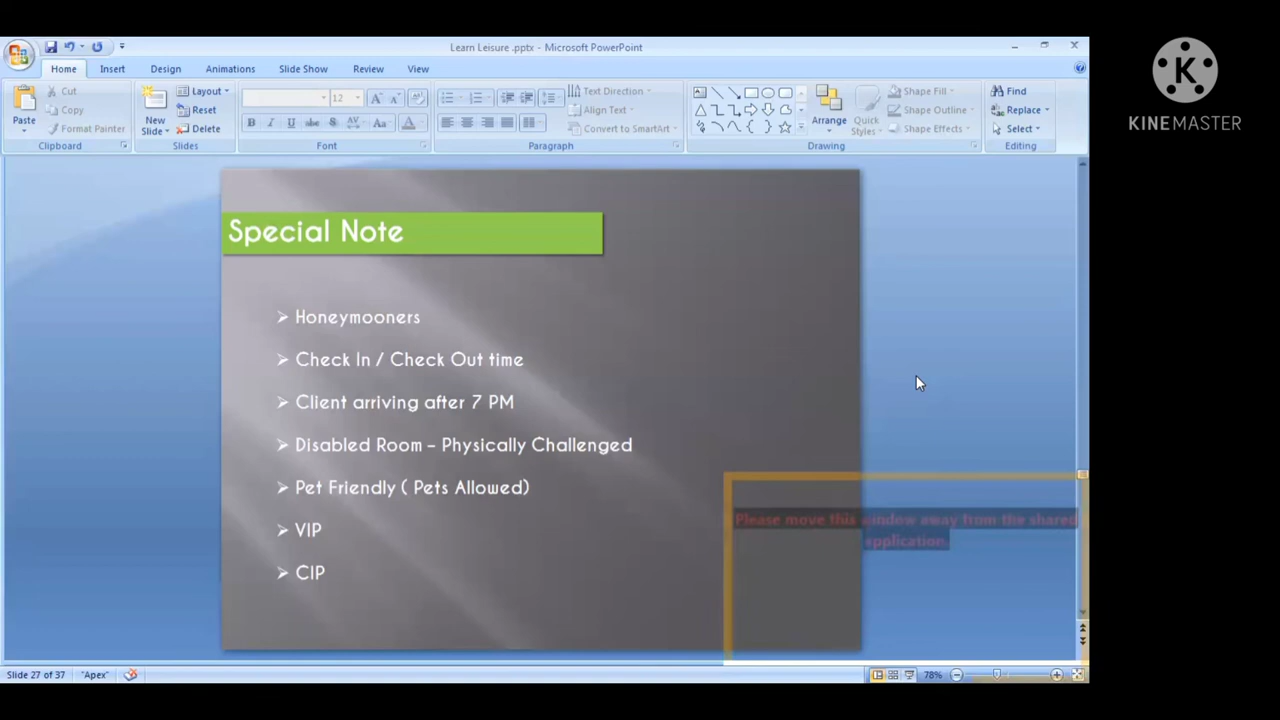 Learn Leisure .pptx - Microsoft PowerPoint
Home Insert Design Animations Slide Show Review View
Paste
Cut
Copy
Format Painter
Clipboard
New Slide
Layout
Reset
Delete
Slides
12
B I U abc S AV Aa A
Font
Text Direction
Align Text
Convert to SmartArt
Paragraph
Arrange
Quick Styles
Shape Fill
Shape Outline
Shape Effects
Drawing
Find
Replace
Select
Editing
K
KINEMASTER
Special Note
Honeymooners
Check In / Check Out time
Client arriving after 7 PM
Disabled Room – Physically Challenged
Pet Friendly ( Pets Allowed)
VIP
CIP
Please move this window away from the shared
application.
Slide 27 of 37 "Apex" 78%